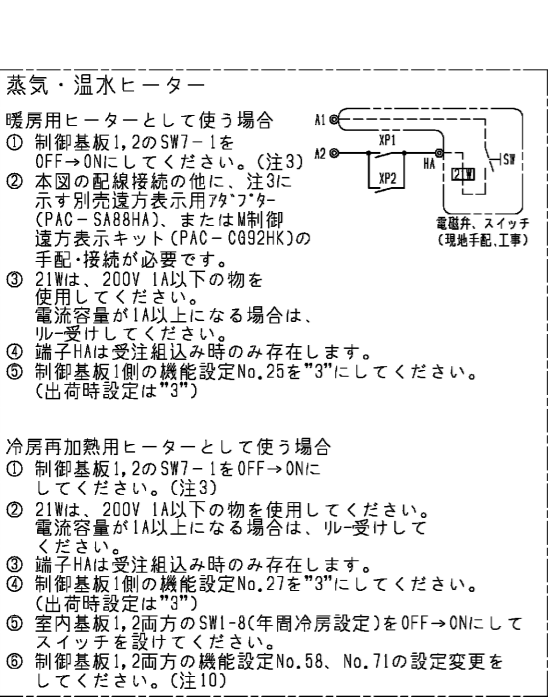 蒸気・温水ヒーター
暖房用ヒーターとして使う場合
① 制御基板1,2のSW7-1を
OFF→ONにしてください。(注3)
② 本図の配線接続の他に、注3に
示す別売遠方表示用アダプター
(PAC-SA88HA)、またはM制御
遠方表示キット(PAC-CG92HK)の
手配・接続が必要です。
③ 21Wは、200V 1A以下の物を
使用してください。
電流容量が1A以上になる場合は、
リレー受けしてください。
④ 端子HAは受注組込み時のみ存在します。
⑤ 制御基板1側の機能設定No.25を"3"にしてください。
(出荷時設定は"3")
A1
A2
XP1
XP2
HA
21W
SW
電磁弁、スイッチ
(現地手配、工事)
冷房再加熱用ヒーターとして使う場合
① 制御基板1,2のSW7-1をOFF→ONに
してください。(注3)
② 21Wは、200V 1A以下の物を使用してください。
電流容量が1A以上になる場合は、リレー受けして
ください。
③ 端子HAは受注組込み時のみ存在します。
④ 制御基板1側の機能設定No.27を"3"にしてください。
(出荷時設定は"3")
⑤ 室内基板1,2両方のSW1-8(年間冷房設定)をOFF→ONにして
スイッチを設けてください。
⑥ 制御基板1,2両方の機能設定No.58、No.71の設定変更を
してください。(注10)